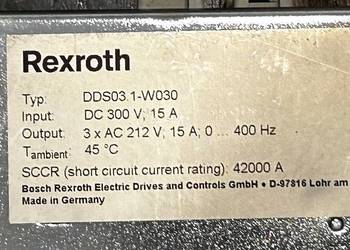 Rexroth
Typ: DDS03.1-W030
Input: DC 300 V; 15 A
Output: 3 x AC 212 V; 15 A; 0 ... 400 Hz
Tambient: 45 °C
SCCR (short circuit current rating): 42000 A
Bosch Rexroth Electric Drives and Controls GmbH • D-97816 Lohr am
Made in Germany